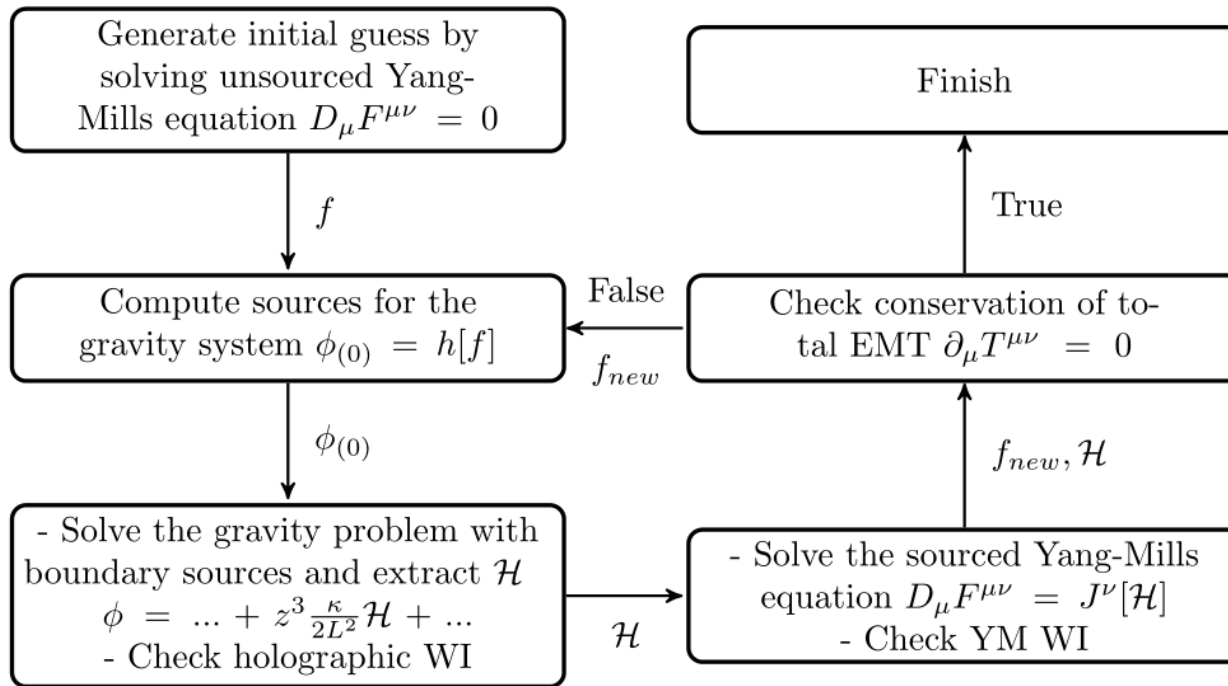 Generate initial guess by
solving unsourced Yang-
Mills equation $D_\mu F^{\mu\nu} = 0$
$f$
Compute sources for the
gravity system $\phi_{(0)} = h[f]$
$\phi_{(0)}$
- Solve the gravity problem with
boundary sources and extract $\mathcal{H}$
$\phi = ... + z^3 \frac{\kappa}{2L^2} \mathcal{H} + ...$
- Check holographic WI
$\mathcal{H}$
- Solve the sourced Yang-Mills
equation $D_\mu F^{\mu\nu} = J^\nu[\mathcal{H}]$
- Check YM WI
$f_{new}, \mathcal{H}$
Check conservation of to-
tal EMT $\partial_\mu T^{\mu\nu} = 0$
False
$f_{new}$
True
Finish